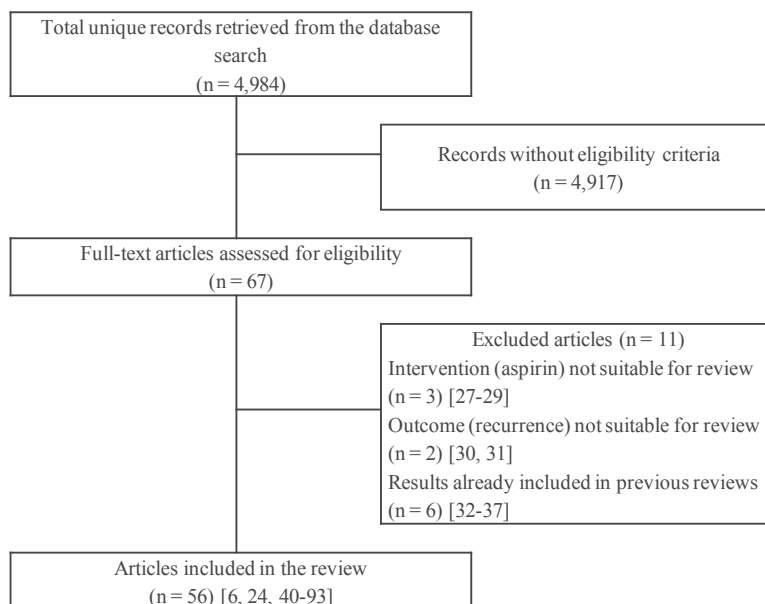 Total unique records retrieved from the database
search
(n = 4,984)
Records without eligibility criteria
(n = 4,917)
Full-text articles assessed for eligibility
(n = 67)
Excluded articles (n = 11)
Intervention (aspirin) not suitable for review
(n = 3) [27-29]
Outcome (recurrence) not suitable for review
(n = 2) [30, 31]
Results already included in previous reviews
(n = 6) [32-37]
Articles included in the review
(n = 56) [6, 24, 40-93]